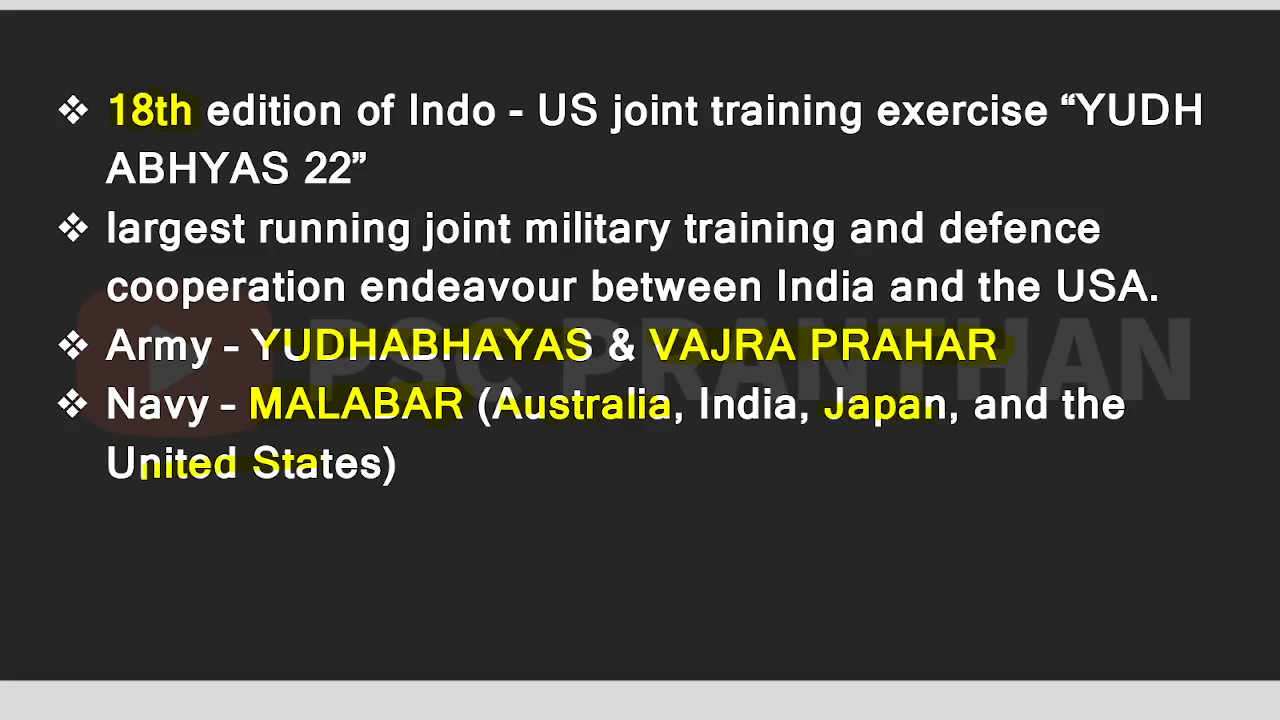 ❖ 18th edition of Indo - US joint training exercise “YUDH
ABHYAS 22”
❖ largest running joint military training and defence
cooperation endeavour between India and the USA.
❖ Army - YUDHABHAYAS & VAJRA PRAHAR
❖ Navy - MALABAR (Australia, India, Japan, and the
United States)
PSC PRANTHAN